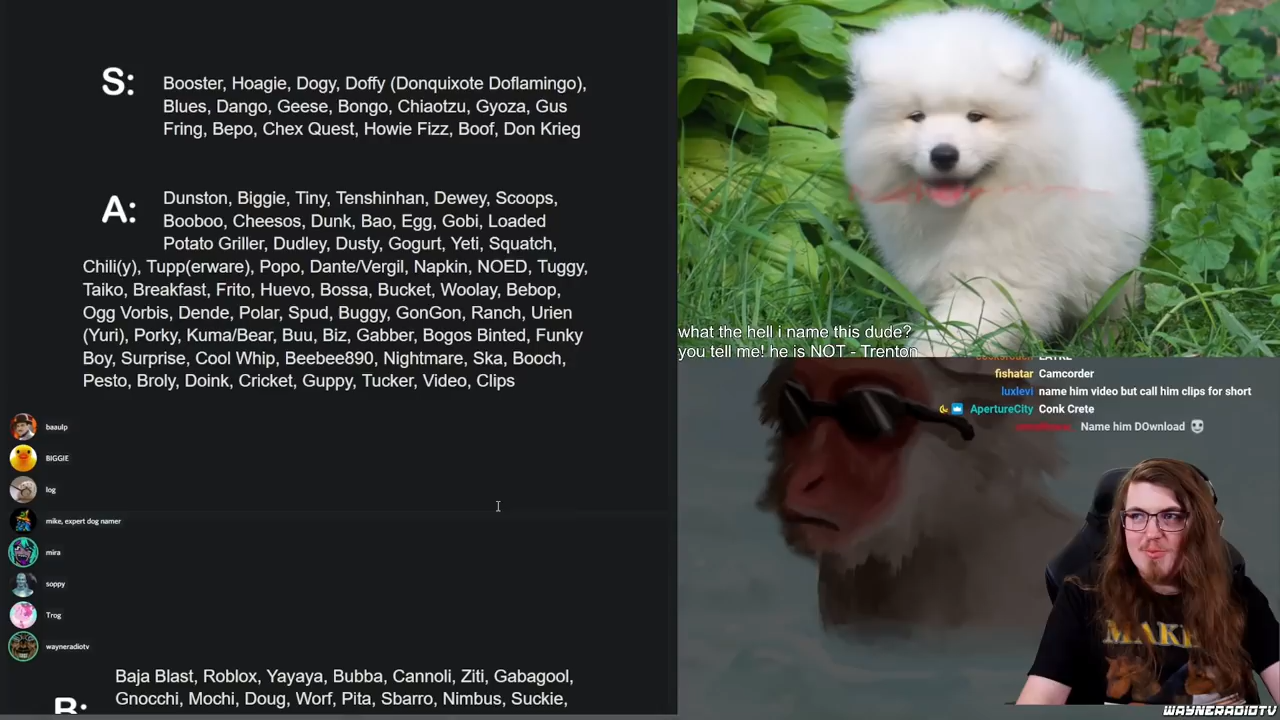 S:
Booster, Hoagie, Dogy, Doffy (Donquixote Doflamingo),
Blues, Dango, Geese, Bongo, Chiaotzu, Gyoza, Gus
Fring, Bepo, Chex Quest, Howie Fizz, Boof, Don Krieg
A:
Dunston, Biggie, Tiny, Tenshinhan, Dewey, Scoops,
Booboo, Cheesos, Dunk, Bao, Egg, Gobi, Loaded
Potato Griller, Dudley, Dusty, Gogurt, Yeti, Squatch,
Chili(y), Tupp(erware), Popo, Dante/Vergil, Napkin, NOED, Tuggy,
Taiko, Breakfast, Frito, Huevo, Bossa, Bucket, Woolay, Bebop,
Ogg Vorbis, Dende, Polar, Spud, Buggy, GonGon, Ranch, Urien
(Yuri), Porky, Kuma/Bear, Buu, Biz, Gabber, Bogos Binted, Funky
Boy, Surprise, Cool Whip, Beebee890, Nightmare, Ska, Booch,
Pesto, Broly, Doink, Cricket, Guppy, Tucker, Video, Clips
baaulp
BIGGIE
log
mike, expert dog namer
mira
soppy
Trog
wayneradiotv
B:
Baja Blast, Roblox, Yayaya, Bubba, Cannoli, Ziti, Gabagool,
Gnocchi, Mochi, Doug, Worf, Pita, Sbarro, Nimbus, Suckie,
what the hell i name this dude?
you tell me! he is NOT - Trenton
fishatar Camcorder
luxlevi name him video but call him clips for short
ApertureCity Conk Crete
Name him DOwnload
MAKE
WAYNERADIOTV